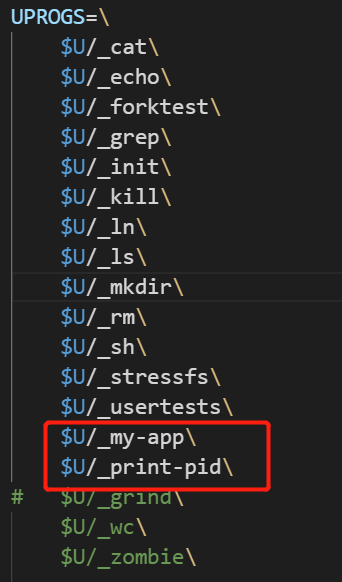 UPROGS=\
$U/_cat\
$U/_echo\
$U/_forktest\
$U/_grep\
$U/_init\
$U/_kill\
$U/_ln\
$U/_ls\
$U/_mkdir\
$U/_rm\
$U/_sh\
$U/_stressfs\
$U/_usertests\
$U/_my-app\
$U/_print-pid\
# $U/_grind\
$U/_wc\
$U/_zombie\